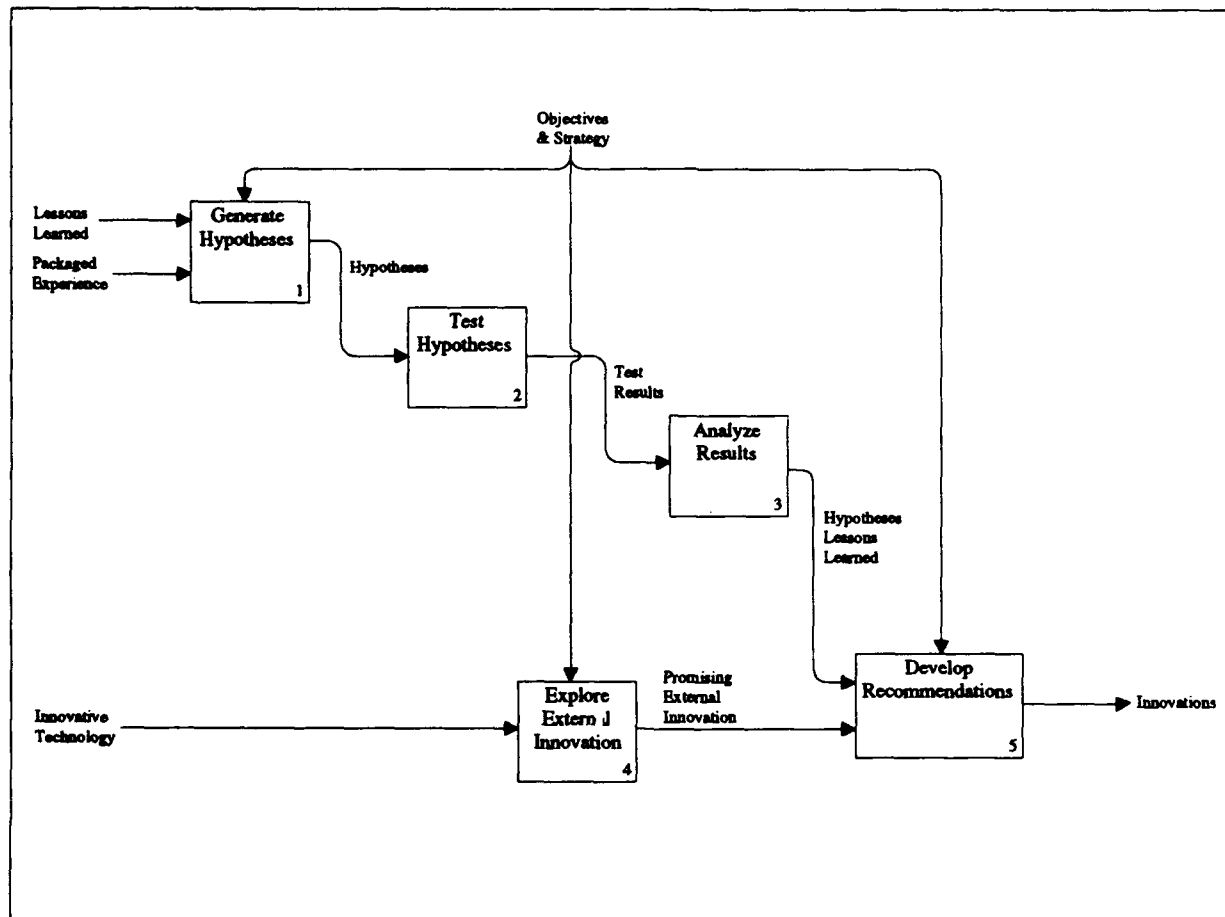 Objectives
& Strategy
Lessons
Learned
Packaged
Experience
Generate
Hypotheses
1
Hypotheses
Test
Hypotheses
2
Test
Results
Analyze
Results
3
Hypotheses
Lessons
Learned
Innovative
Technology
Explore
Extern l
Innovation
4
Promising
External
Innovation
Develop
Recommendations
5
Innovations